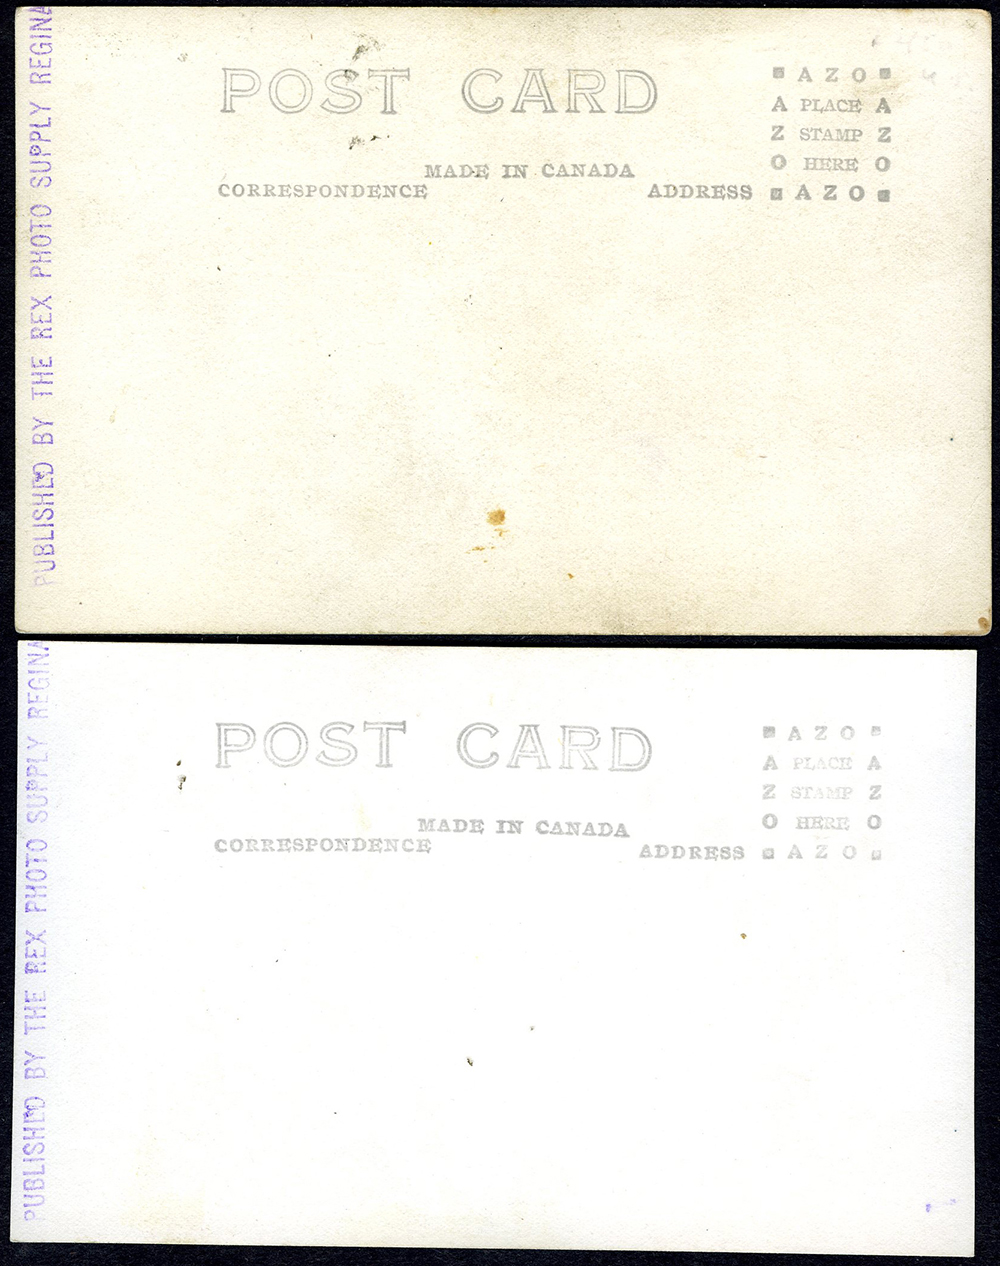 PUBLISHED BY THE REX PHOTO SUPPLY REGINA
POST CARD
AZO
A PLACE A
Z STAMP Z
O HERE O
AZO
MADE IN CANADA
CORRESPONDENCE
ADDRESS
PUBLISHED BY THE REX PHOTO SUPPLY REGINA
POST CARD
AZO
A PLACE A
Z STAMP Z
O HERE O
AZO
MADE IN CANADA
CORRESPONDENCE
ADDRESS